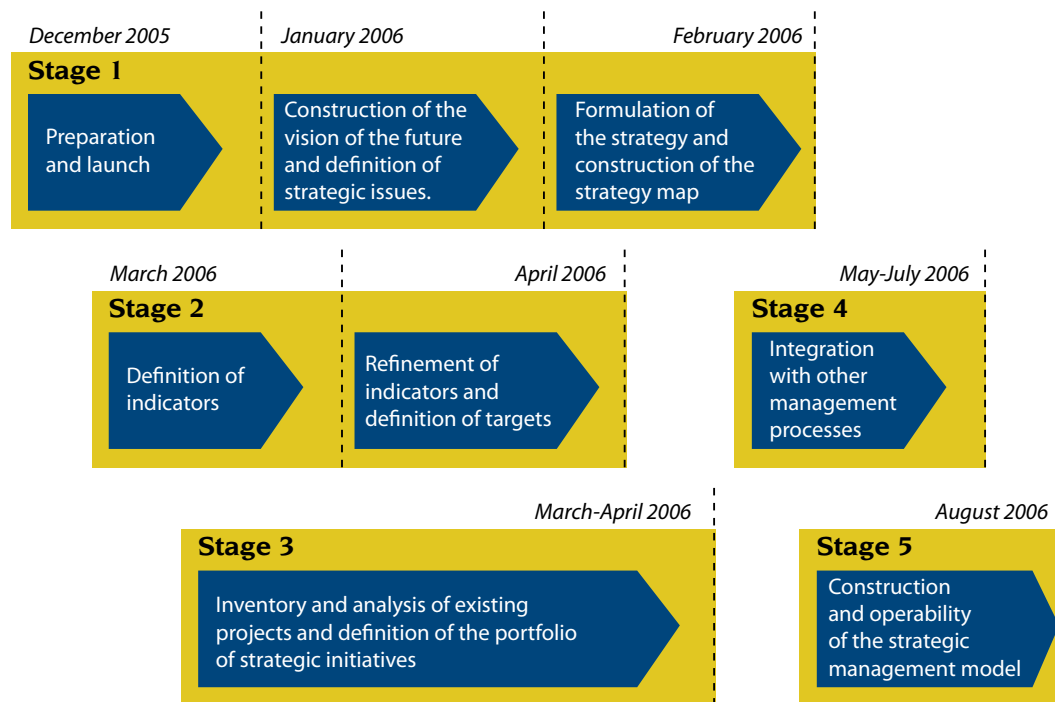 December 2005
January 2006
February 2006
Stage 1
Preparation
and launch
Construction of the
vision of the future
and definition of
strategic issues.
Formulation of
the strategy and
construction of the
strategy map
March 2006
April 2006
May-July 2006
Stage 2
Definition of
indicators
Refinement of
indicators and
definition of targets
Stage 4
Integration
with other
management
processes
March-April 2006
August 2006
Stage 3
Inventory and analysis of existing
projects and definition of the portfolio
of strategic initiatives
Stage 5
Construction
and operability
of the strategic
management model